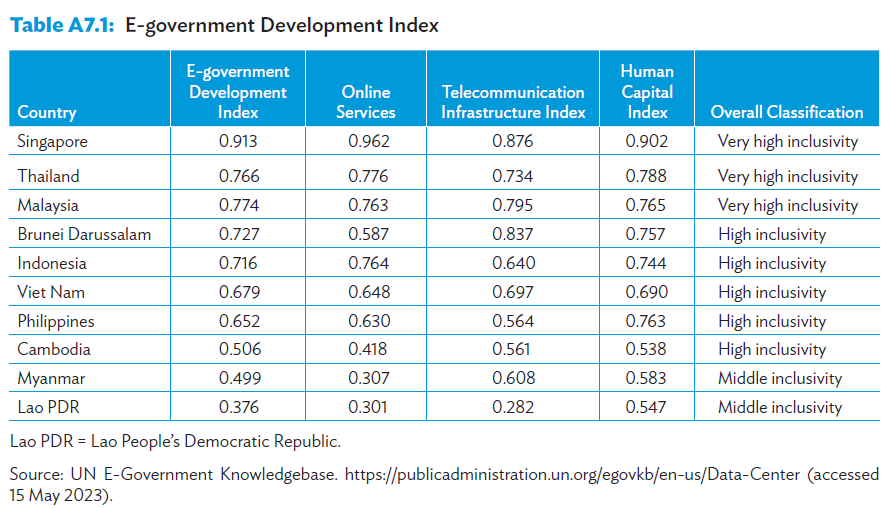 Table A7.1: E-government Development Index
Country E-government Development Index Online Services Telecommunication Infrastructure Index Human Capital Index Overall Classification
Singapore 0.913 0.962 0.876 0.902 Very high inclusivity
Thailand 0.766 0.776 0.734 0.788 Very high inclusivity
Malaysia 0.774 0.763 0.795 0.765 Very high inclusivity
Brunei Darussalam 0.727 0.587 0.837 0.757 High inclusivity
Indonesia 0.716 0.764 0.640 0.744 High inclusivity
Viet Nam 0.679 0.648 0.697 0.690 High inclusivity
Philippines 0.652 0.630 0.564 0.763 High inclusivity
Cambodia 0.506 0.418 0.561 0.538 High inclusivity
Myanmar 0.499 0.307 0.608 0.583 Middle inclusivity
Lao PDR 0.376 0.301 0.282 0.547 Middle inclusivity
Lao PDR = Lao People’s Democratic Republic.
Source: UN E-Government Knowledgebase. https://publicadministration.un.org/egovkb/en-us/Data-Center (accessed
15 May 2023).